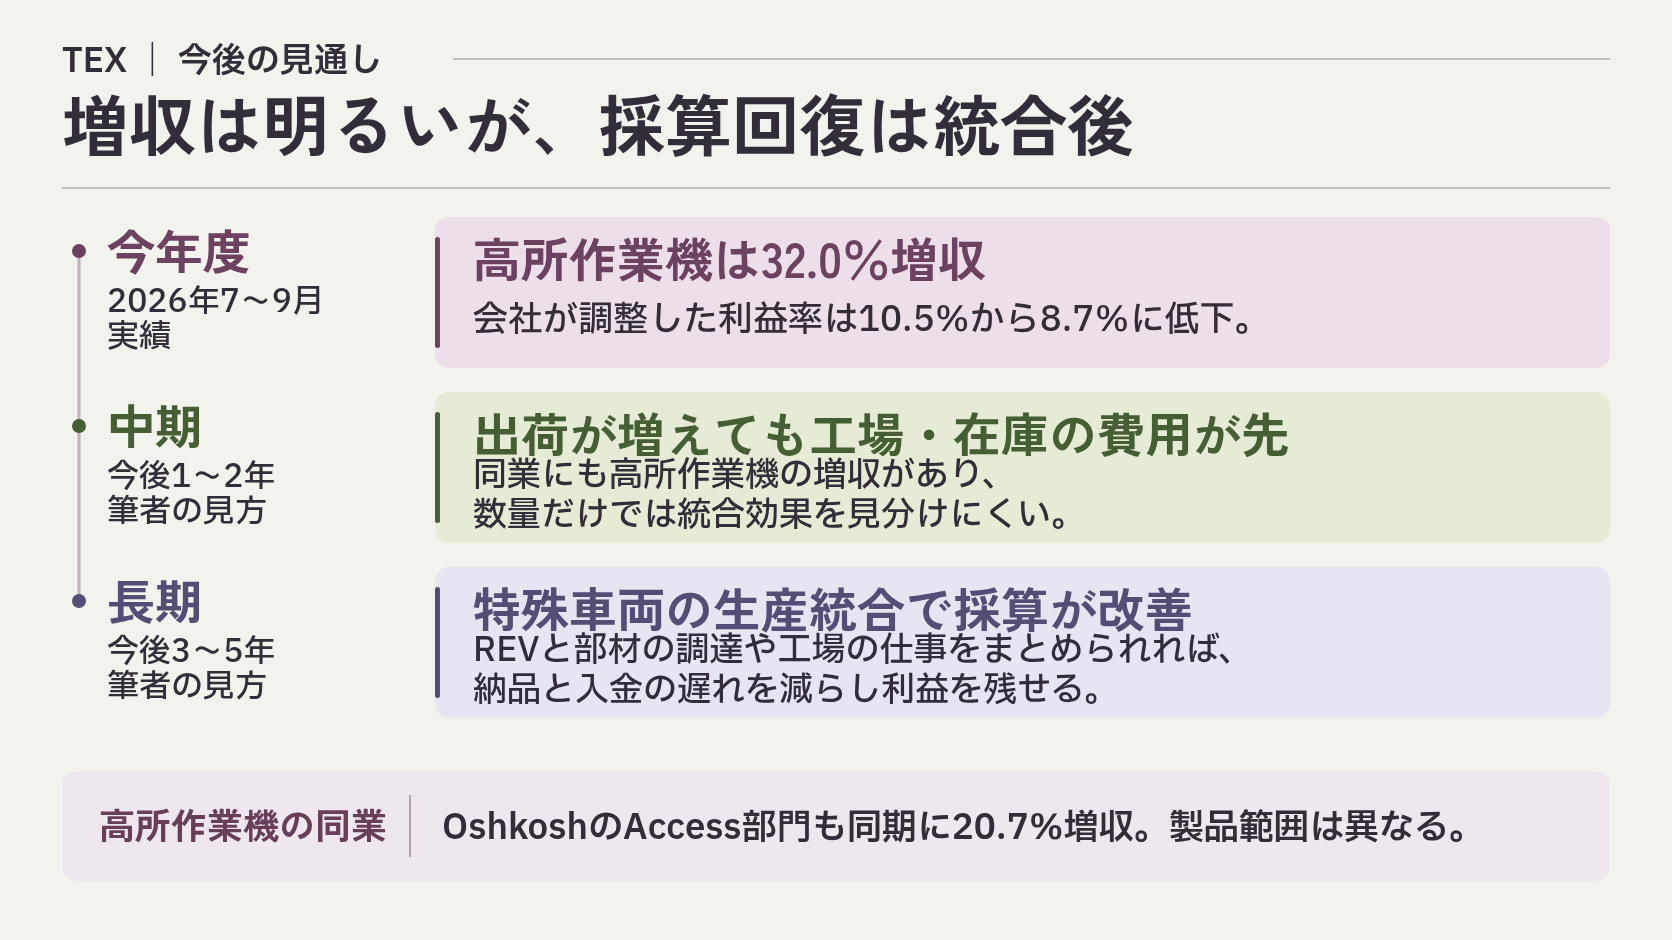 TEX｜今後の見通し
増収は明るいが、採算回復は統合後
今年度
2026年7～9月
実績
高所作業機は32.0%増収
会社が調整した利益率は10.5%から8.7%に低下。
中期
今後1～2年
筆者の見方
出荷が増えても工場・在庫の費用が先
同業にも高所作業機の増収があり、
数量だけでは統合効果を見分けにくい。
長期
今後3～5年
筆者の見方
特殊車両の生産統合で採算が改善
REVと部材の調達や工場の仕事をまとめられれば、
納品と入金の遅れを減らし利益を残せる。
高所作業機の同業
OshkoshのAccess部門も同期に20.7%増収。製品範囲は異なる。